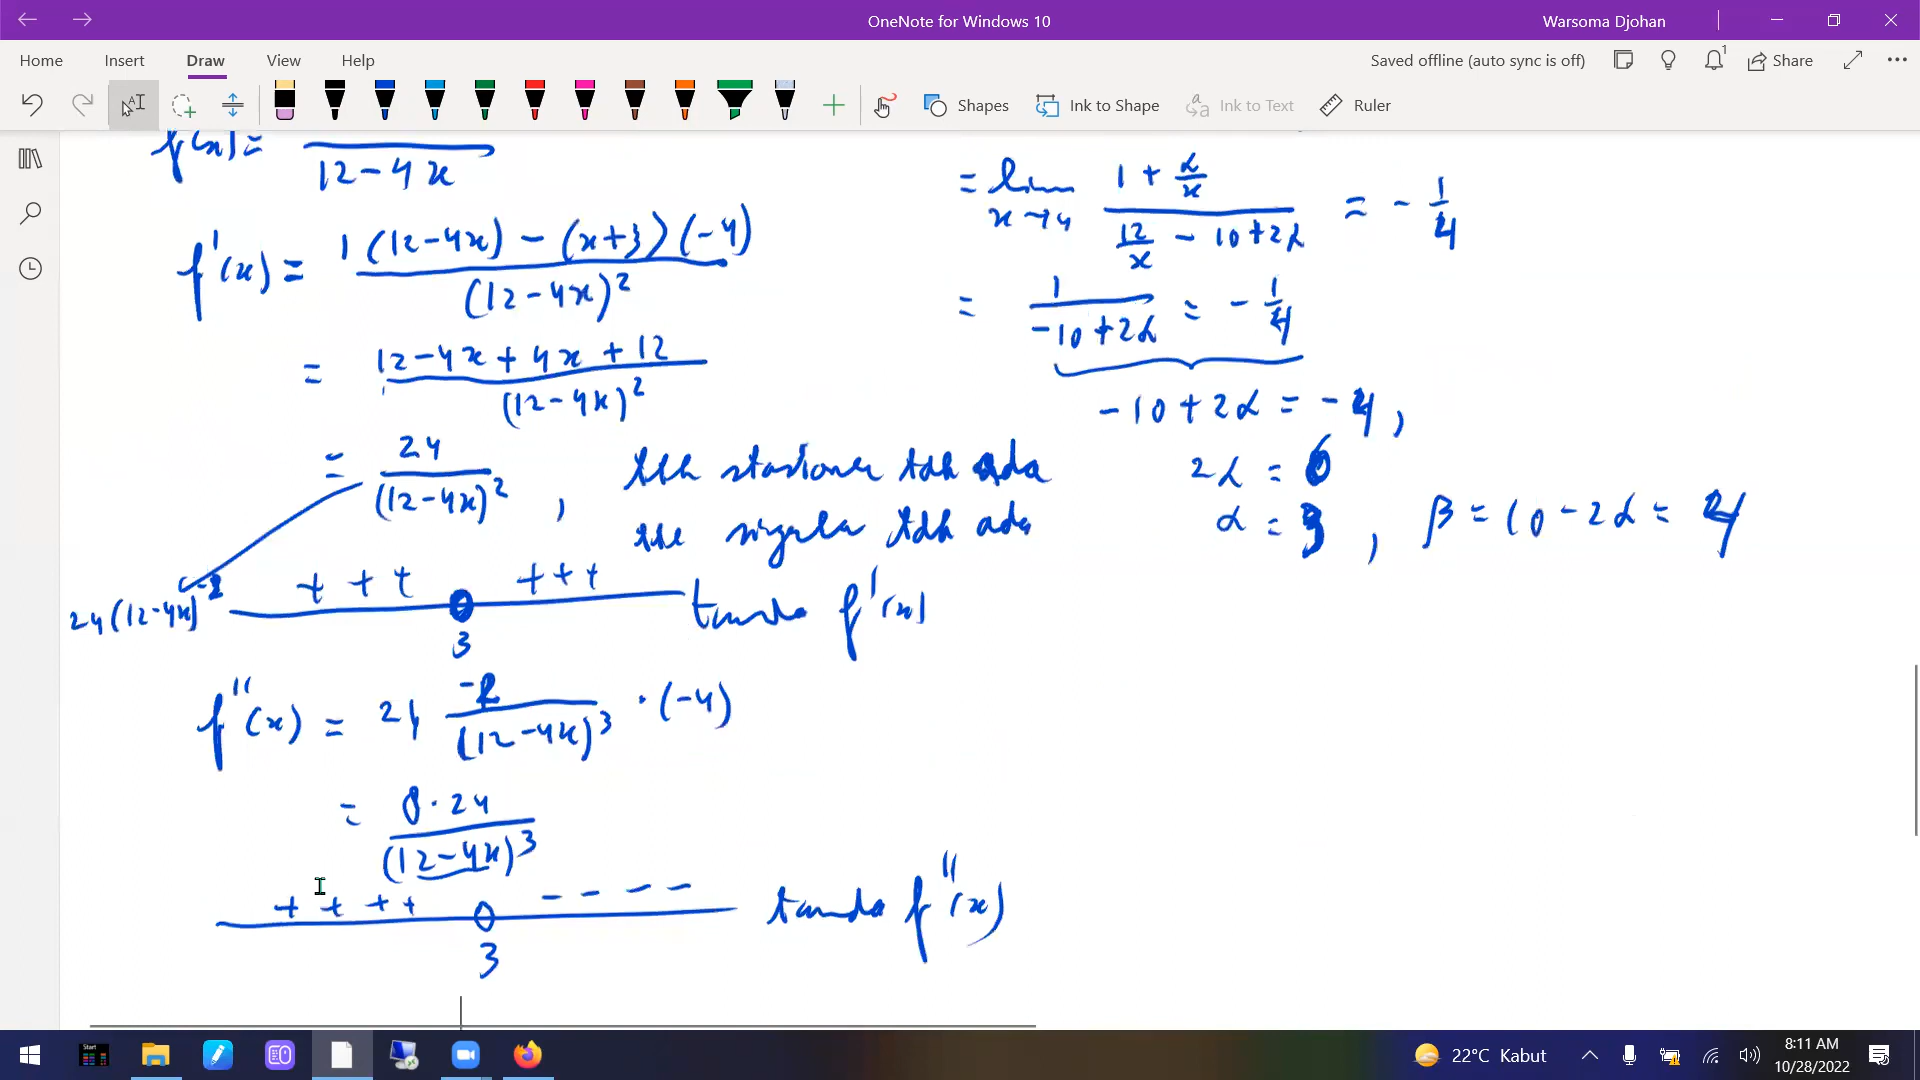 OneNote for Windows 10
Warsoma Djohan
Home Insert Draw View Help
Saved offline (auto sync is off)
1
Share
Shapes
Ink to Shape
Ink to Text
Ruler
f(x) = / (12 - 4x)
f'(x) = (1(12-4x) - (x+3)(-4)) / (12-4x)^2
= (12-4x+4x+12) / (12-4x)^2
= 24 / (12-4x)^2 , ttk stasioner tdk ada
ttk singular tdk ada
24(12-4x)^-2
+ + + +++
3
tanda f'(x)
f''(x) = 24 (-2) / (12-4x)^3 · (-4)
= (8·24) / (12-4x)^3
+ + + + - - - -
3
tanda f''(x)
= lim x→4 (1 + α/x) / (12/x - 10+2α) = -1/4
= 1 / (-10+2α) = -1/4
-10+2α = -4,
2α = 6
α = 3 , β = 10 - 2α = 4
22°C Kabut
8:11 AM
10/28/2022